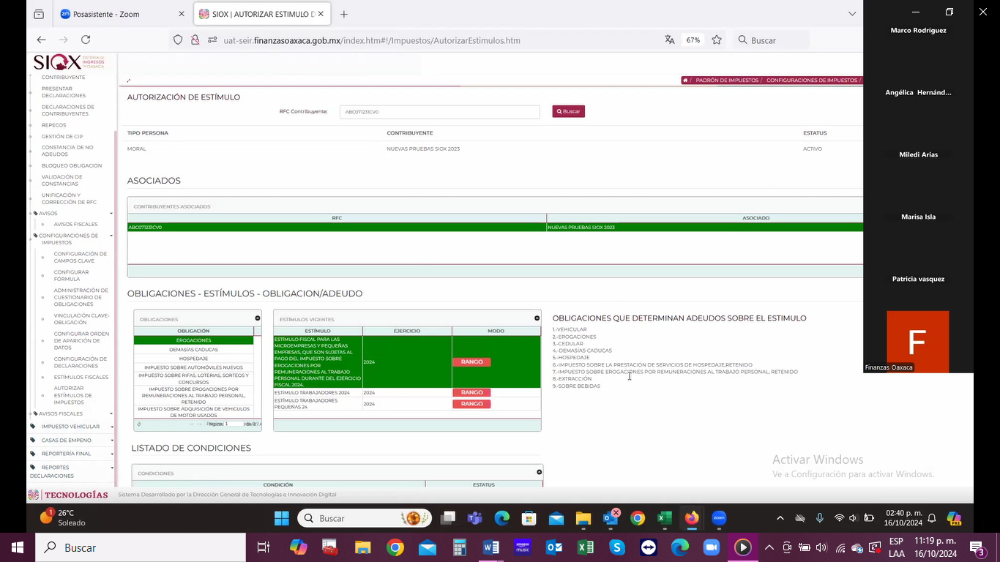 Posasistente - Zoom
SIOX | AUTORIZAR ESTIMULO D
uat-seir.finanzasoaxaca.gob.mx/index.htm#!/Impuestos/AutorizarEstimulos.htm
67%
Buscar
SIOX SISTEMA DE INGRESOS DE OAXACA
CONTRIBUYENTE
PRESENTAR
DECLARACIONES
DECLARACIONES DE
CONTRIBUYENTES
REPECOS
GESTIÓN DE CIP
CONSTANCIA DE NO
ADEUDOS
BLOQUEO OBLIGACION
VALIDACIÓN DE
CONSTANCIAS
UNIFICACIÓN Y
CORRECCIÓN DE RFC
AVISOS
AVISOS FISCALES
CONFIGURACIONES DE
IMPUESTOS
CONFIGURACIÓN DE
CAMPOS CLAVE
CONFIGURAR
FÓRMULA
ADMINISTRACIÓN DE
CUESTIONARIO DE
OBLIGACIONES
VINCULACIÓN CLAVE-
OBLIGACIÓN
CONFIGURAR ORDEN
DE APARICIÓN DE
DATOS
CONFIGURACIÓN DE
DECLARACIONES
ESTÍMULOS FISCALES
AUTORIZAR
ESTÍMULOS DE
IMPUESTOS
AVISOS FISCALES
IMPUESTO VEHICULAR
CASAS DE EMPEÑO
REPORTERÍA FINAL
REPORTES
DECLARACIONES
/ PADRÓN DE IMPUESTOS / CONFIGURACIONES DE IMPUESTOS /
AUTORIZACIÓN DE ESTÍMULO
RFC Contribuyente: ABC071231CV0 Buscar
TIPO PERSONA CONTRIBUYENTE ESTATUS
MORAL NUEVAS PRUEBAS SIOX 2023 ACTIVO
ASOCIADOS
CONTRIBUYENTES ASOCIADOS
RFC ASOCIADO
ABC071231CV0 NUEVAS PRUEBAS SIOX 2023
OBLIGACIONES - ESTÍMULOS - OBLIGACION/ADEUDO
OBLIGACIONES
OBLIGACIÓN
EROGACIONES
DEMASÍAS CADUCAS
HOSPEDAJE
IMPUESTO SOBRE AUTOMÓVILES NUEVOS
IMPUESTO SOBRE RIFAS, LOTERIAS, SORTEOS Y
CONCURSOS
IMPUESTO SOBRE EROGACIONES POR
REMUNERACIONES AL TRABAJO PERSONAL,
RETENIDO
IMPUESTO SOBRE ADQUISICIÓN DE VEHICULOS
DE MOTOR USADOS
Página 1
ESTÍMULOS VIGENTES
ESTÍMULO EJERCICIO MODO
ESTÍMULO FISCAL PARA LAS
MICROEMPRESAS Y PEQUEÑAS
EMPRESAS, QUE SON SUJETAS AL
PAGO DEL IMPUESTO SOBRE
EROGACIONES POR
REMUNERACIONES AL TRABAJO
PERSONAL DURANTE DEL EJERCICIO
FISCAL 2024.
2024 RANGO
ESTIMULO TRABAJADORES 2024 2024 RANGO
ESTÍMULO TRABAJADORES
PEQUEÑAS 24
2024 RANGO
OBLIGACIONES QUE DETERMINAN ADEUDOS SOBRE EL ESTIMULO
1.-VEHICULAR
2.-EROGACIONES
3.-CEDULAR
4.-DEMASÍAS CADUCAS
5.-HOSPEDAJE
6.-IMPUESTO SOBRE LA PRESTACIÓN DE SERVICIOS DE HOSPEDAJE,RETENIDO
7.-IMPUESTO SOBRE EROGACIONES POR REMUNERACIONES AL TRABAJO PERSONAL, RETENIDO
8.-EXTRACCIÓN
9.-SOBRE BEBIDAS
LISTADO DE CONDICIONES
CONDICIONES
CONDICIÓN ESTATUS
Activar Windows
Ve a Configuración para activar Windows.
TECNOLOGÍAS Sistema Desarrollado por la Dirección General de Tecnologías e Innovación Digital
Marco Rodríguez
Angélica Hernánd...
Miledi Arias
Marisa Isla
Patricia vasquez
F
Finanzas Oaxaca
1
26°C
Soleado
Buscar
zoom
PRE
02:40 p. m.
16/10/2024
Buscar
amazon music
ESP
LAA
11:19 p. m.
16/10/2024
3